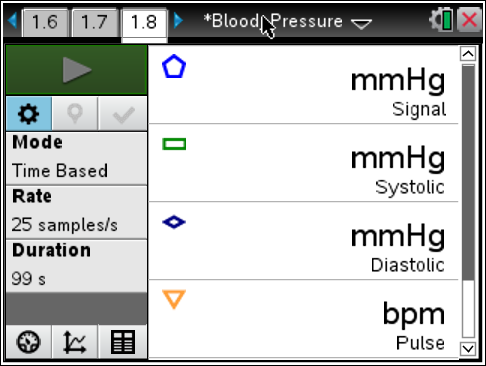 1.6 1.7 1.8 *Blood Pressure
Mode
Time Based
Rate
25 samples/s
Duration
99 s
mmHg
Signal
mmHg
Systolic
mmHg
Diastolic
bpm
Pulse